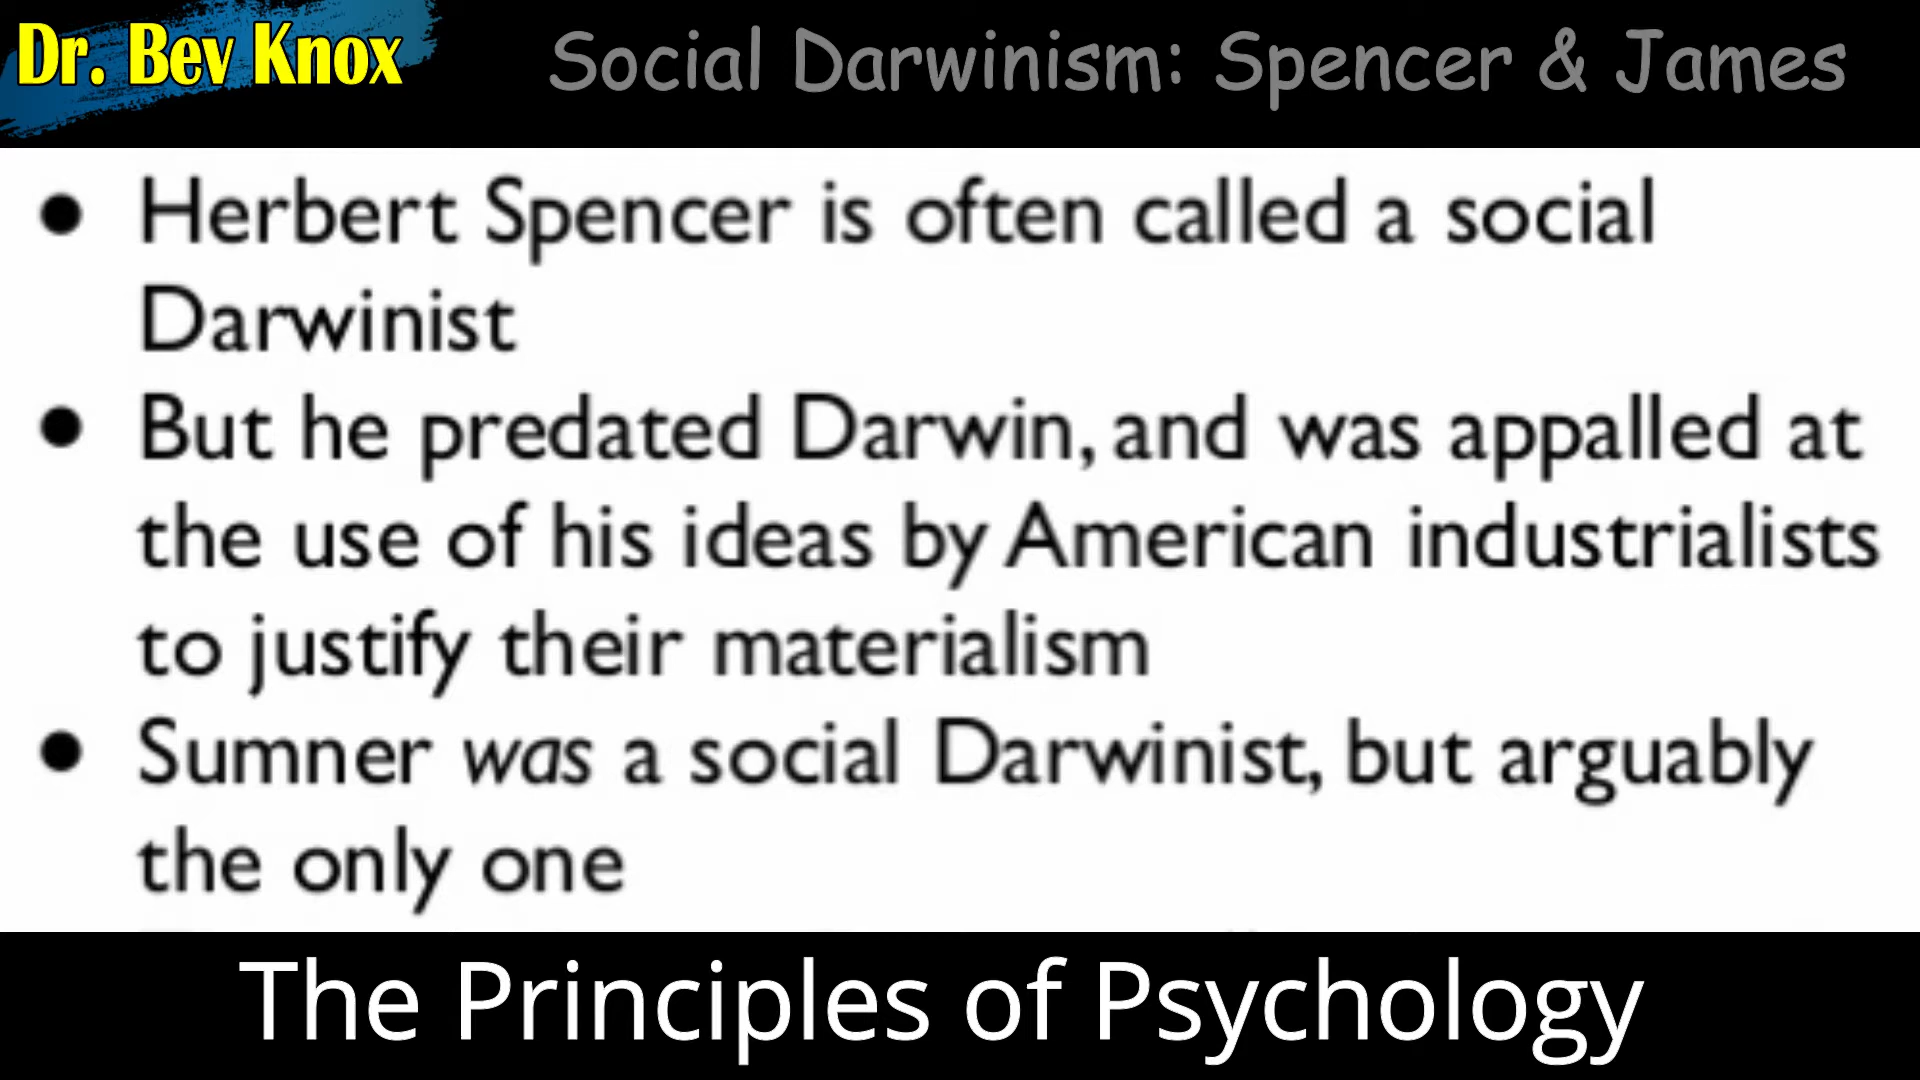 Dr. Bev Knox
Social Darwinism: Spencer & James
• Herbert Spencer is often called a social
Darwinist
• But he predated Darwin, and was appalled at
the use of his ideas by American industrialists
to justify their materialism
• Sumner was a social Darwinist, but arguably
the only one
The Principles of Psychology